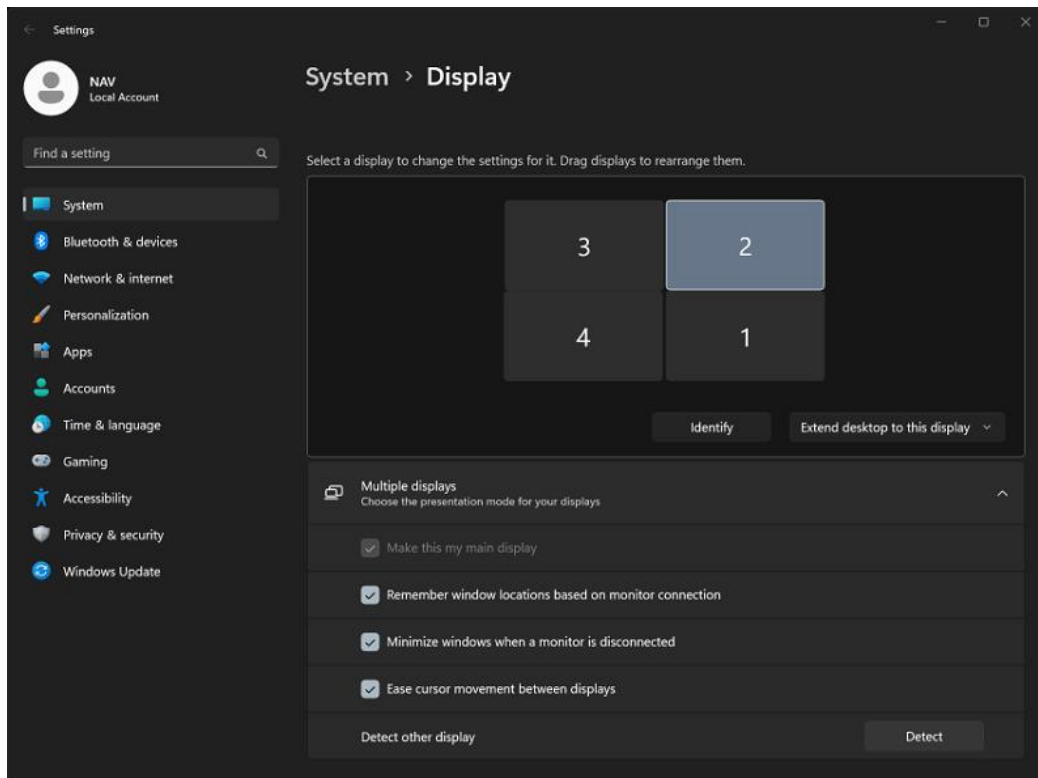 Settings
NAV
Local Account
Find a setting
System
Bluetooth & devices
Network & internet
Personalization
Apps
Accounts
Time & language
Gaming
Accessibility
Privacy & security
Windows Update
System > Display
Select a display to change the settings for it. Drag displays to rearrange them.
3 2
4 1
Identify Extend desktop to this display
Multiple displays
Choose the presentation mode for your displays
Make this my main display
Remember window locations based on monitor connection
Minimize windows when a monitor is disconnected
Ease cursor movement between displays
Detect other display Detect